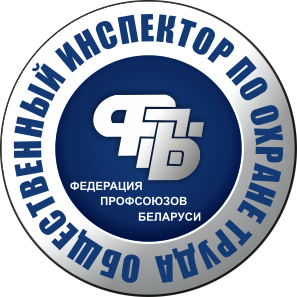 ОБЩЕСТВЕННЫЙ ИНСПЕКТОР ПО ОХРАНЕ ТРУДА
ФПБ
ФЕДЕРАЦИЯ
ПРОФСОЮЗОВ
БЕЛАРУСИ